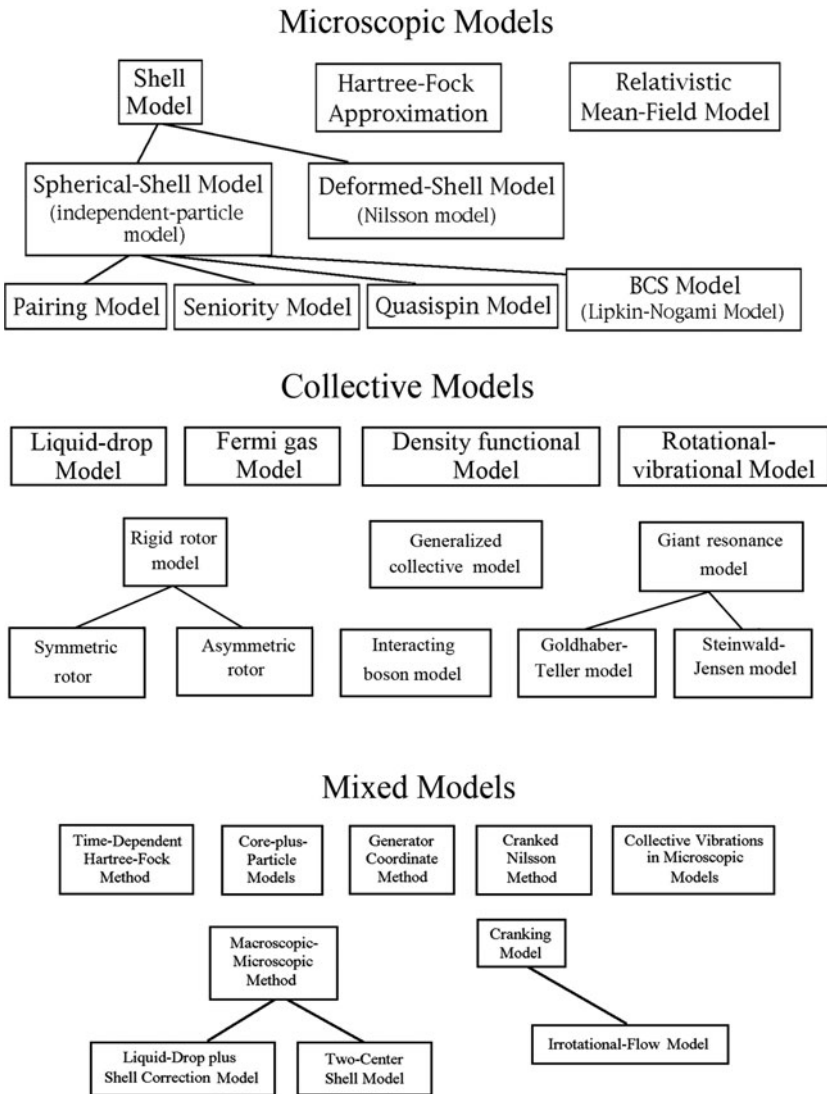 Microscopic Models
Shell
Model
Hartree-Fock
Approximation
Relativistic
Mean-Field Model
Spherical-Shell Model
(independent-particle
model)
Deformed-Shell Model
(Nilsson model)
Pairing Model
Seniority Model
Quasispin Model
BCS Model
(Lipkin-Nogami Model)
Collective Models
Liquid-drop
Model
Fermi gas
Model
Density functional
Model
Rotational-
vibrational Model
Rigid rotor
model
Generalized
collective model
Giant resonance
model
Symmetric
rotor
Asymmetric
rotor
Interacting
boson model
Goldhaber-
Teller model
Steinwald-
Jensen model
Mixed Models
Time-Dependent
Hartree-Fock
Method
Core-plus-
Particle
Models
Generator
Coordinate
Method
Cranked
Nilsson
Method
Collective Vibrations
in Microscopic
Models
Macroscopic-
Microscopic
Method
Cranking
Model
Liquid-Drop plus
Shell Correction Model
Two-Center
Shell Model
Irrotational-Flow Model